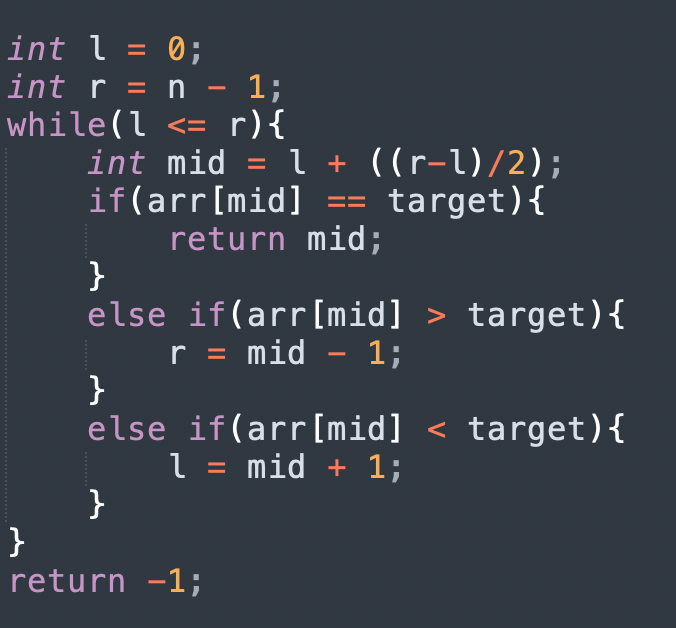 int l = 0;
int r = n - 1;
while(l <= r){
    int mid = l + ((r-l)/2);
    if(arr[mid] == target){
        return mid;
    }
    else if(arr[mid] > target){
        r = mid - 1;
    }
    else if(arr[mid] < target){
        l = mid + 1;
    }
}
return -1;